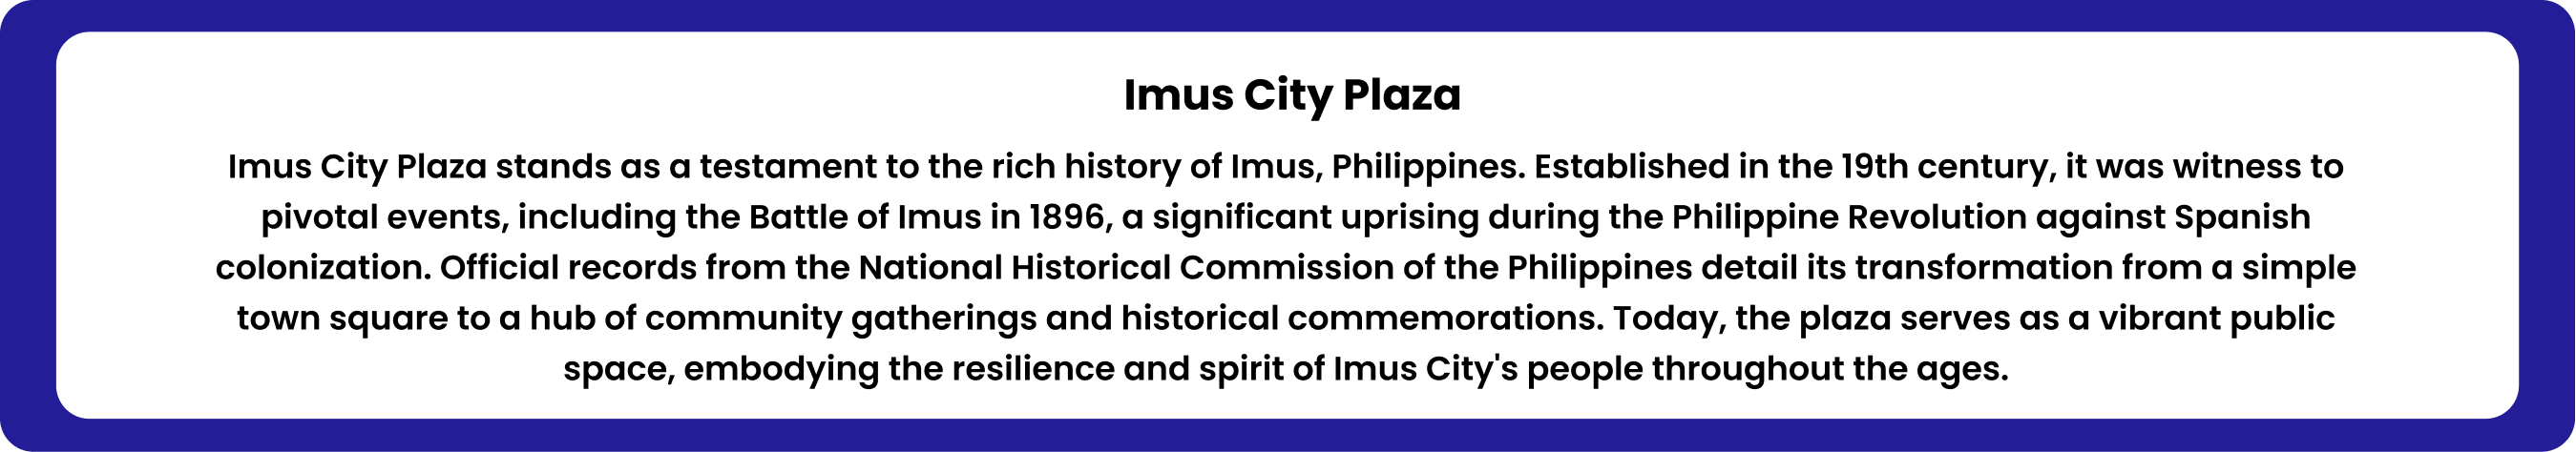 Imus City Plaza
Imus City Plaza stands as a testament to the rich history of Imus, Philippines. Established in the 19th century, it was witness to
pivotal events, including the Battle of Imus in 1896, a significant uprising during the Philippine Revolution against Spanish
colonization. Official records from the National Historical Commission of the Philippines detail its transformation from a simple
town square to a hub of community gatherings and historical commemorations. Today, the plaza serves as a vibrant public
space, embodying the resilience and spirit of Imus City's people throughout the ages.